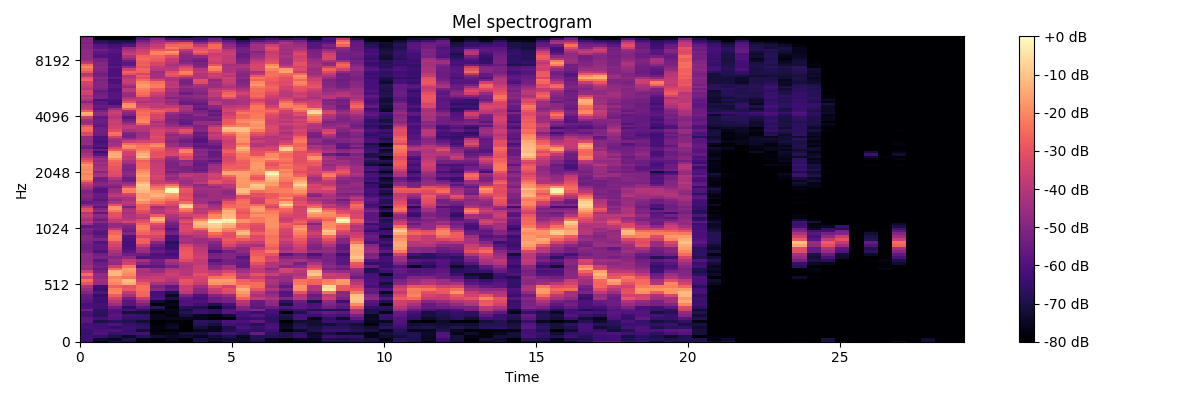 Mel spectrogram
8192
4096
2048
1024
512
0
Hz
0 5 10 15 20 25
Time
+0 dB
-10 dB
-20 dB
-30 dB
-40 dB
-50 dB
-60 dB
-70 dB
-80 dB